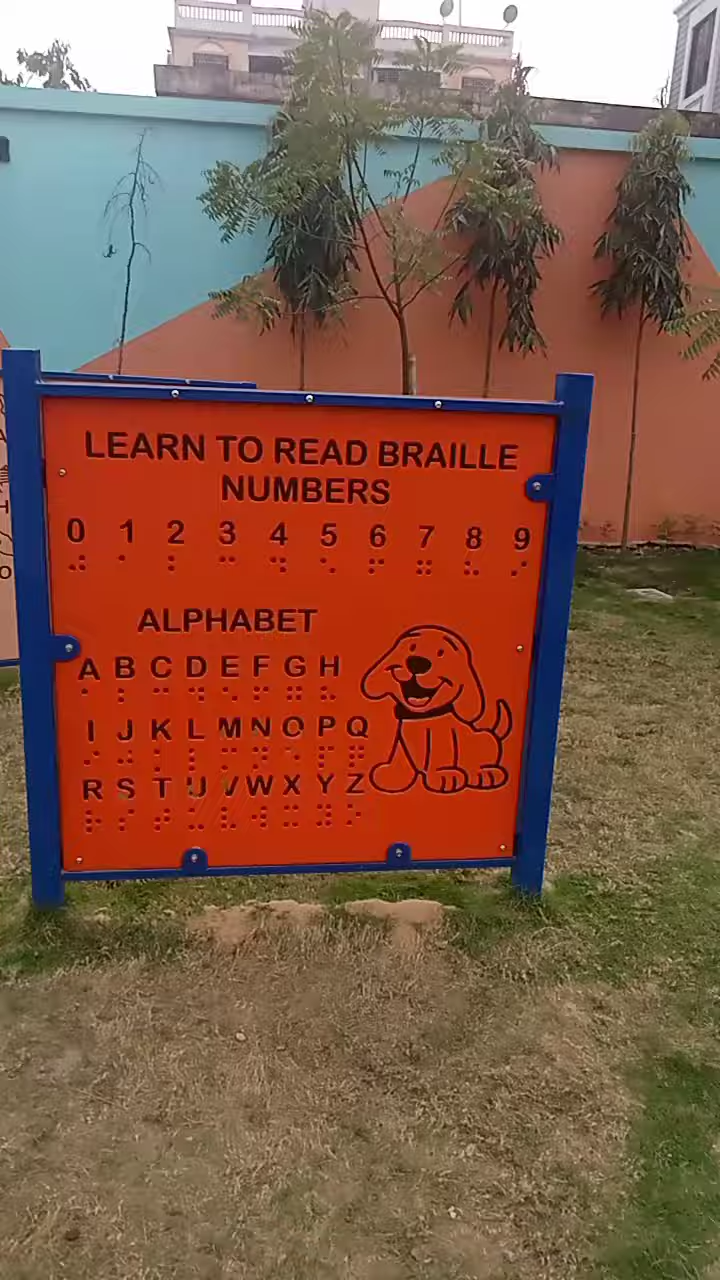 LEARN TO READ BRAILLE
NUMBERS
0 1 2 3 4 5 6 7 8 9
ALPHABET
A B C D E F G H
I J K L M N O P Q
R S T U V W X Y Z